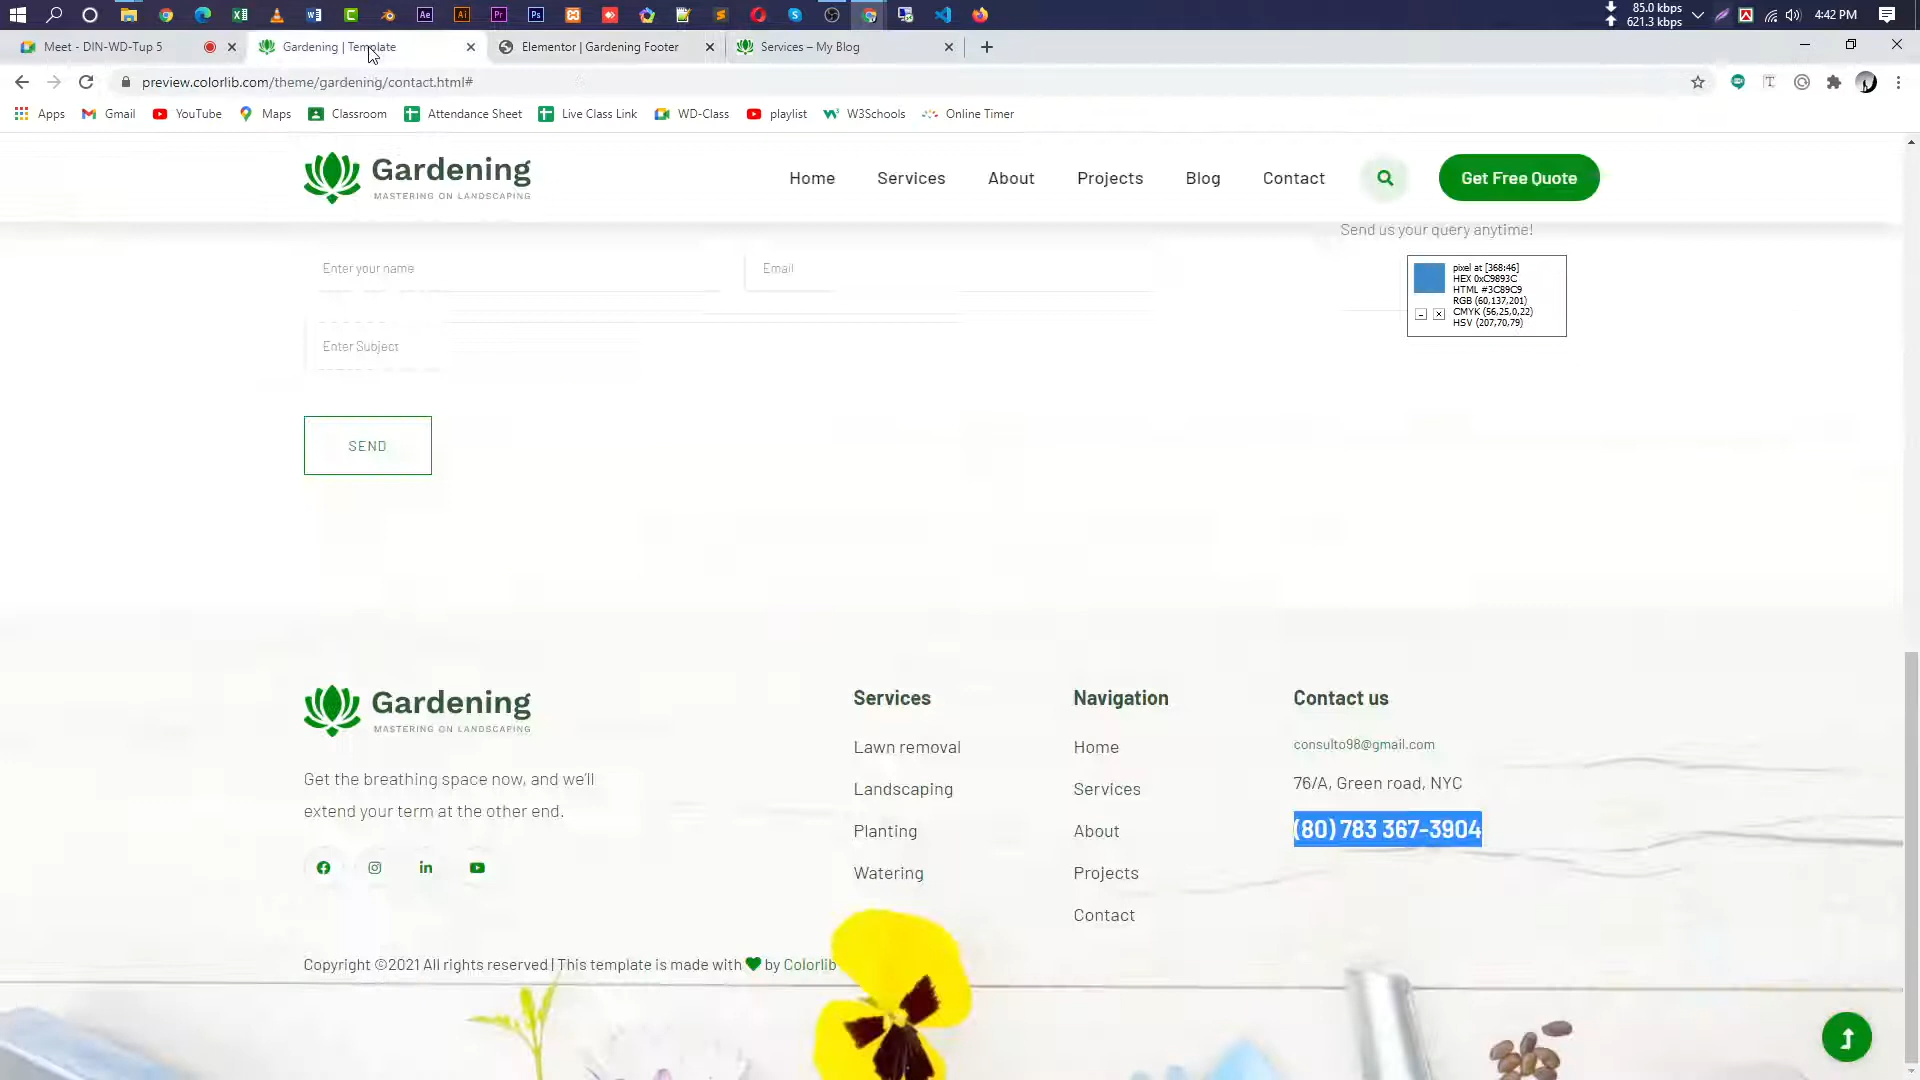 85.0 kbps
621.3 kbps
4:42 PM
Meet - DIN-WD-Tup 5
Gardening | Template
Elementor | Gardening Footer
Services – My Blog
preview.colorlib.com/theme/gardening/contact.html#
Apps Gmail YouTube Maps Classroom Attendance Sheet Live Class Link WD-Class playlist W3Schools Online Timer
Gardening
MASTERING ON LANDSCAPING
Home Services About Projects Blog Contact Get Free Quote
Send us your query anytime!
Enter your name
Email
pixel at [368:46]
HEX 0xC9893C
HTML #3C89C9
RGB (60,137,201)
CMYK (56,25,0,22)
HSV (207,70,79)
Enter Subject
SEND
Gardening
MASTERING ON LANDSCAPING
Get the breathing space now, and we'll
extend your term at the other end.
Services
Lawn removal
Landscaping
Planting
Watering
Navigation
Home
Services
About
Projects
Contact
Contact us
consulto98@gmail.com
76/A, Green road, NYC
(80) 783 367-3904
Copyright ©2021 All rights reserved | This template is made with by Colorlib